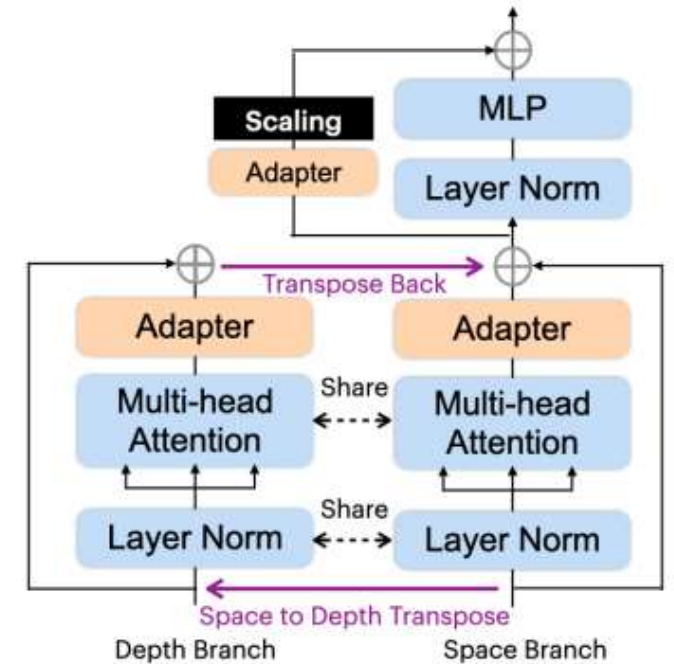 MLP
Scaling
Adapter
Layer Norm
Transpose Back
Adapter
Adapter
Share
Multi-head
Attention
Multi-head
Attention
Share
Layer Norm
Layer Norm
Space to Depth Transpose
Depth Branch
Space Branch